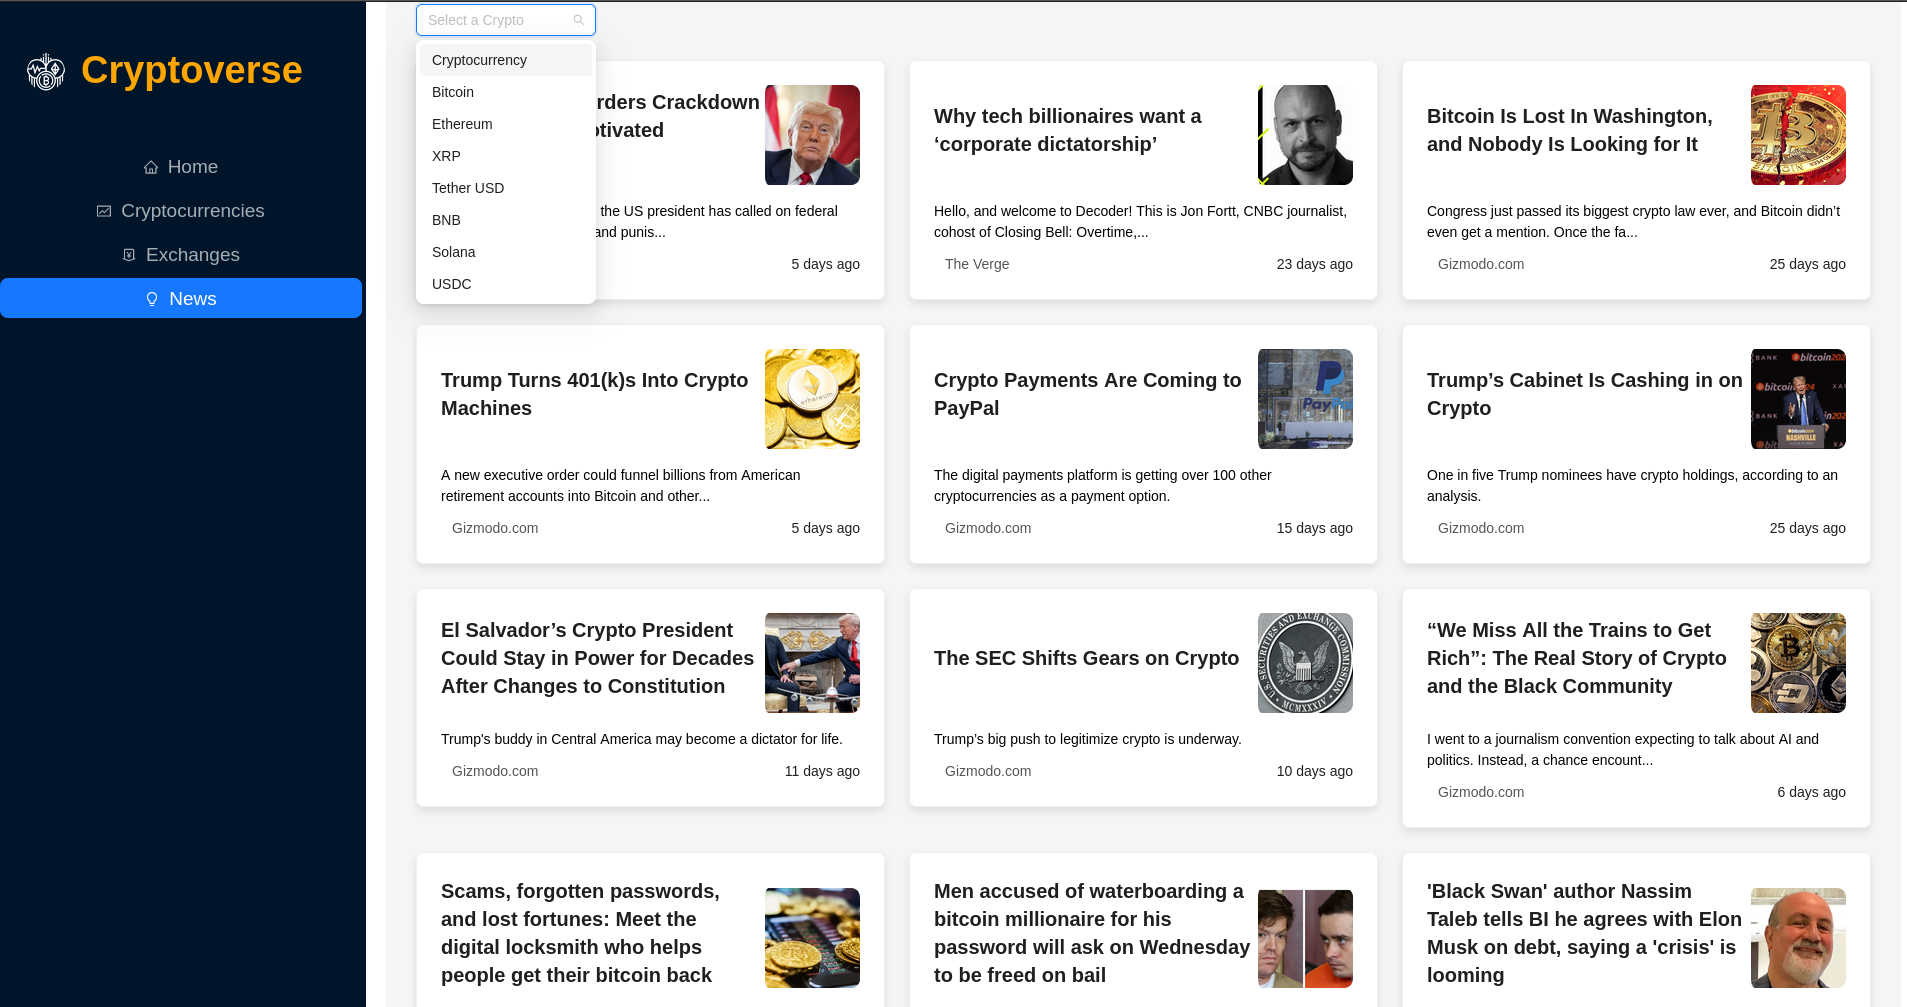 Cryptoverse
Home
Cryptocurrencies
Exchanges
News
Select a Crypto
Cryptocurrency
Bitcoin
Ethereum
XRP
Tether USD
BNB
Solana
USDC
Crackdown
the US president has called on federal
and punis...
5 days ago
Why tech billionaires want a
‘corporate dictatorship’
Hello, and welcome to Decoder! This is Jon Fortt, CNBC journalist,
cohost of Closing Bell: Overtime,...
The Verge
23 days ago
Bitcoin Is Lost In Washington,
and Nobody Is Looking for It
Congress just passed its biggest crypto law ever, and Bitcoin didn’t
even get a mention. Once the fa...
Gizmodo.com
25 days ago
Trump Turns 401(k)s Into Crypto
Machines
ethereum
A new executive order could funnel billions from American
retirement accounts into Bitcoin and other...
Gizmodo.com
5 days ago
Crypto Payments Are Coming to
PayPal
PayPal
The digital payments platform is getting over 100 other
cryptocurrencies as a payment option.
Gizmodo.com
15 days ago
Trump’s Cabinet Is Cashing in on
Crypto
BANK
bitcoin202
NASHVILLE
One in five Trump nominees have crypto holdings, according to an
analysis.
Gizmodo.com
25 days ago
El Salvador’s Crypto President
Could Stay in Power for Decades
After Changes to Constitution
Trump's buddy in Central America may become a dictator for life.
Gizmodo.com
11 days ago
The SEC Shifts Gears on Crypto
U.S. SECURITIES AND EXCHANGE COMMISSION
MCMXXXIV
Trump’s big push to legitimize crypto is underway.
Gizmodo.com
10 days ago
“We Miss All the Trains to Get
Rich”: The Real Story of Crypto
and the Black Community
I went to a journalism convention expecting to talk about AI and
politics. Instead, a chance encount...
Gizmodo.com
6 days ago
Scams, forgotten passwords,
and lost fortunes: Meet the
digital locksmith who helps
people get their bitcoin back
Men accused of waterboarding a
bitcoin millionaire for his
password will ask on Wednesday
to be freed on bail
'Black Swan' author Nassim
Taleb tells BI he agrees with Elon
Musk on debt, saying a 'crisis' is
looming